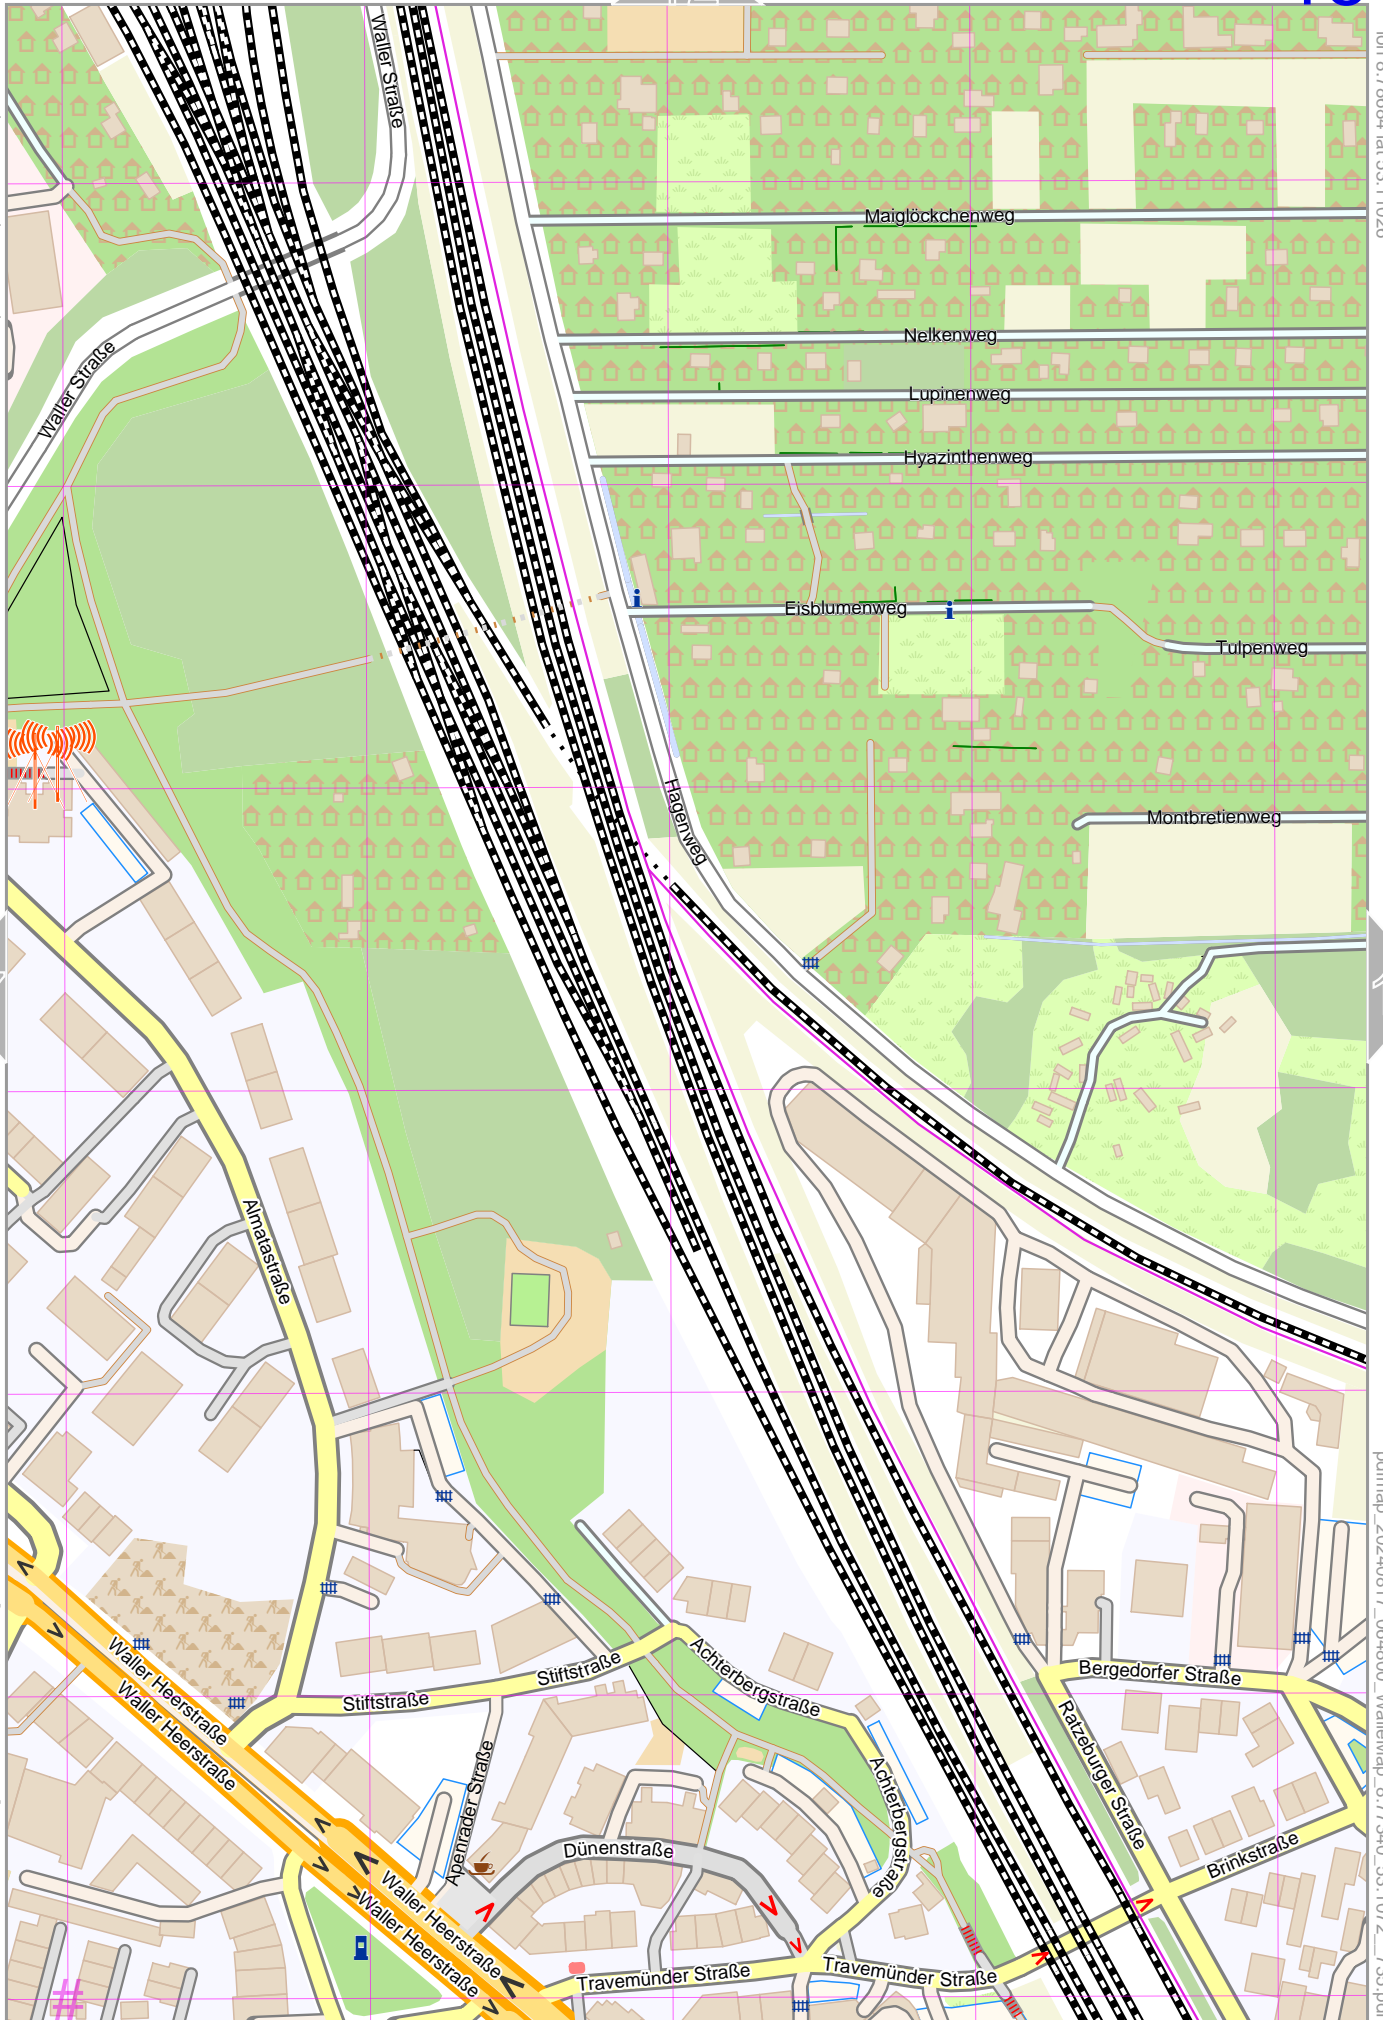 Waller Straße
Maiglöckchenweg
Nelkenweg
Waller Straße
Lupinenweg
Hyazinthenweg
Eisblumenweg
Tulpenweg
Hagenweg
Montbretienweg
Almatastraße
Stiftstraße
Stiftstraße
Achterbergstraße
Bergedorfer Straße
Waller Heerstraße
Waller Heerstraße
Ratzeburger Straße
Apenrader Straße
Achterbergstraße
Dünenstraße
Brinkstraße
Waller Heerstraße
Waller Heerstraße
Travemünder Straße
Travemünder Straße
#